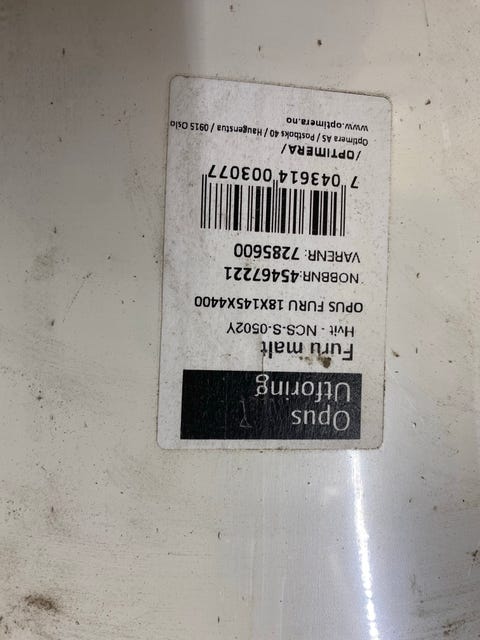 Opus
Utforing
Furu malt
Hvit - NCS-S-0502Y
OPUS FURU 18X145X4400
NOBBNR:45467221
VARENR: 7285600
7 043614 003077
/OPTIMERA/
Optimera AS / Postboks 40 / Haugenstua / 0915 Oslo
www.optimera.no